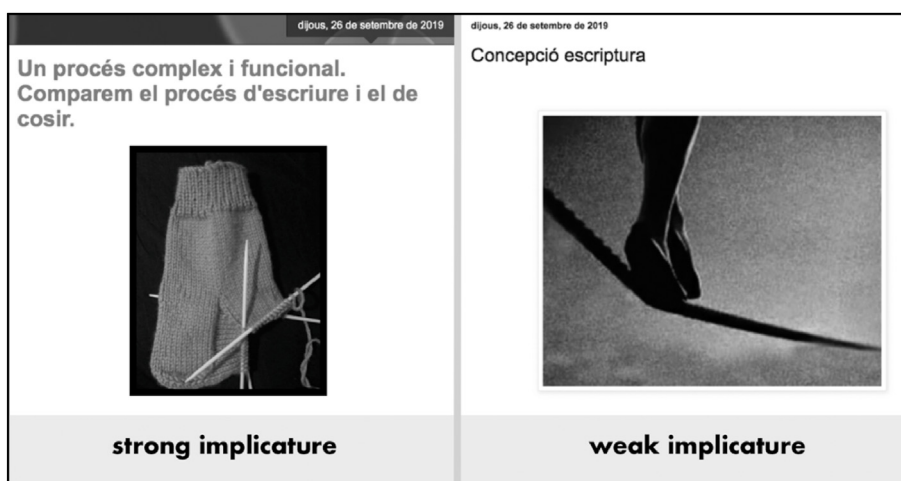 dijous, 26 de setembre de 2019
Un procés complex i funcional.
Comparem el procés d'escriure i el de
cosir.
strong implicature
dijous, 26 de setembre de 2019
Concepció escriptura
weak implicature